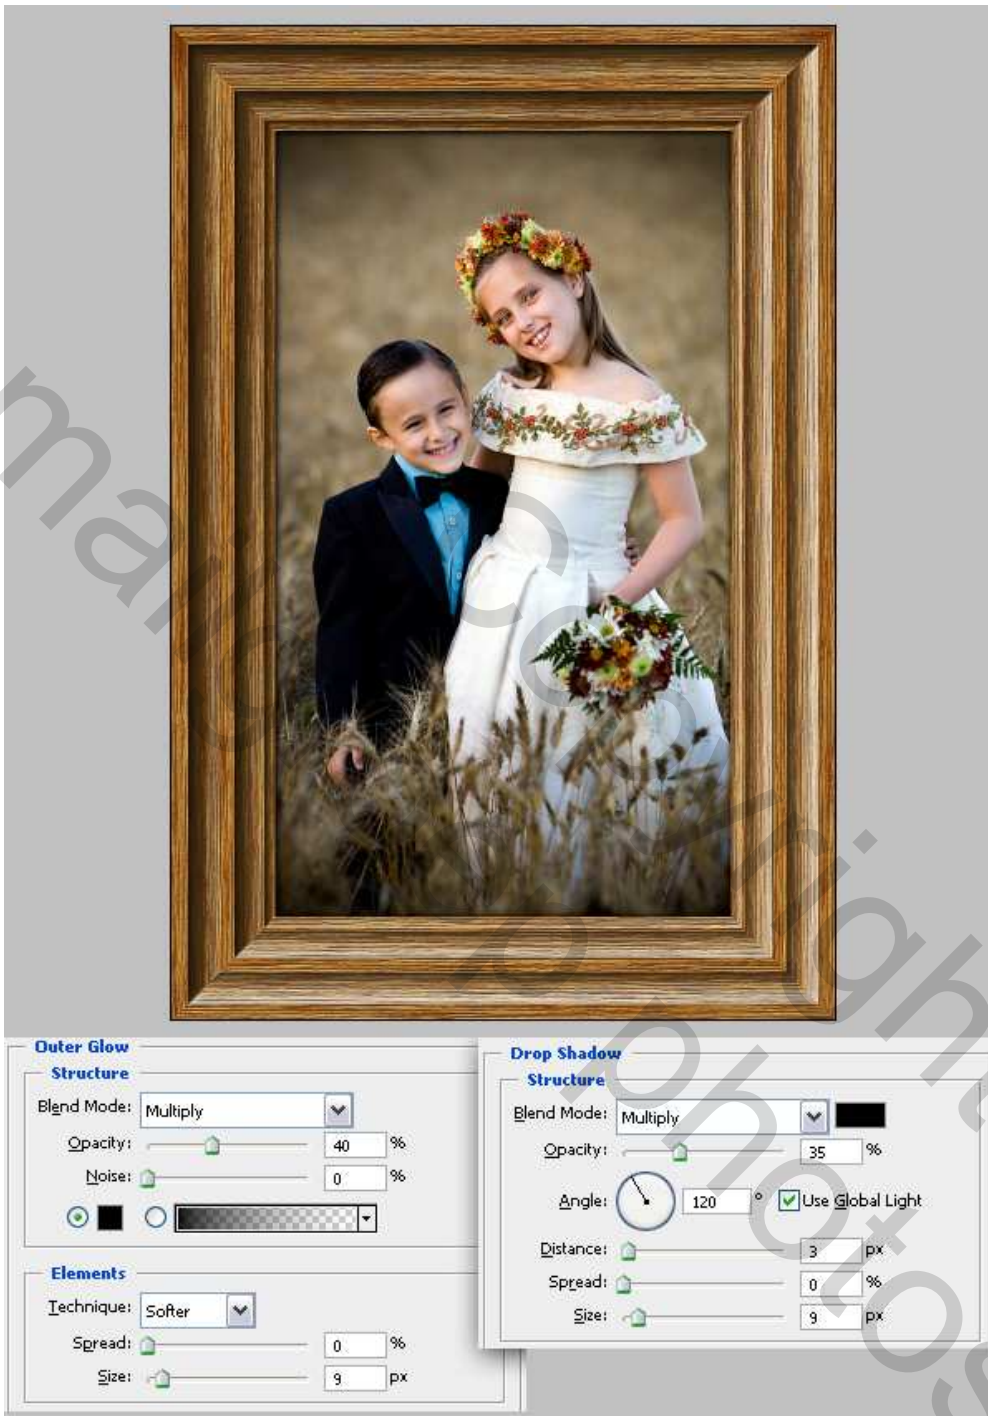 Outer Glow
Structure
Blend Mode: Multiply
Opacity: 40 %
Noise: 0 %
Elements
Technique: Softer
Spread: 0 %
Size: 9 px
Drop Shadow
Structure
Blend Mode: Multiply
Opacity: 35 %
Angle: 120 ° Use Global Light
Distance: 3 px
Spread: 0 %
Size: 9 px
copyright
photos